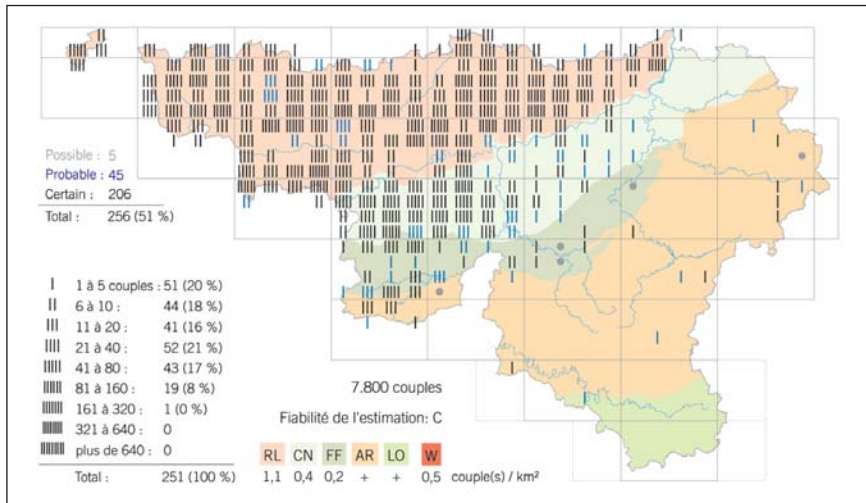 Possible : 5
Probable : 45
Certain : 206
Total : 256 (51 %)
1 à 5 couples : 51 (20 %)
6 à 10 : 44 (18 %)
11 à 20 : 41 (16 %)
21 à 40 : 52 (21 %)
41 à 80 : 43 (17 %)
81 à 160 : 19 (8 %)
161 à 320 : 1 (0 %)
321 à 640 : 0
plus de 640 : 0
Total : 251 (100 %)
7.800 couples
Fiabilité de l'estimation: C
RL CN FF AR LO W
1,1 0,4 0,2 + + 0,5 couple(s) / km²